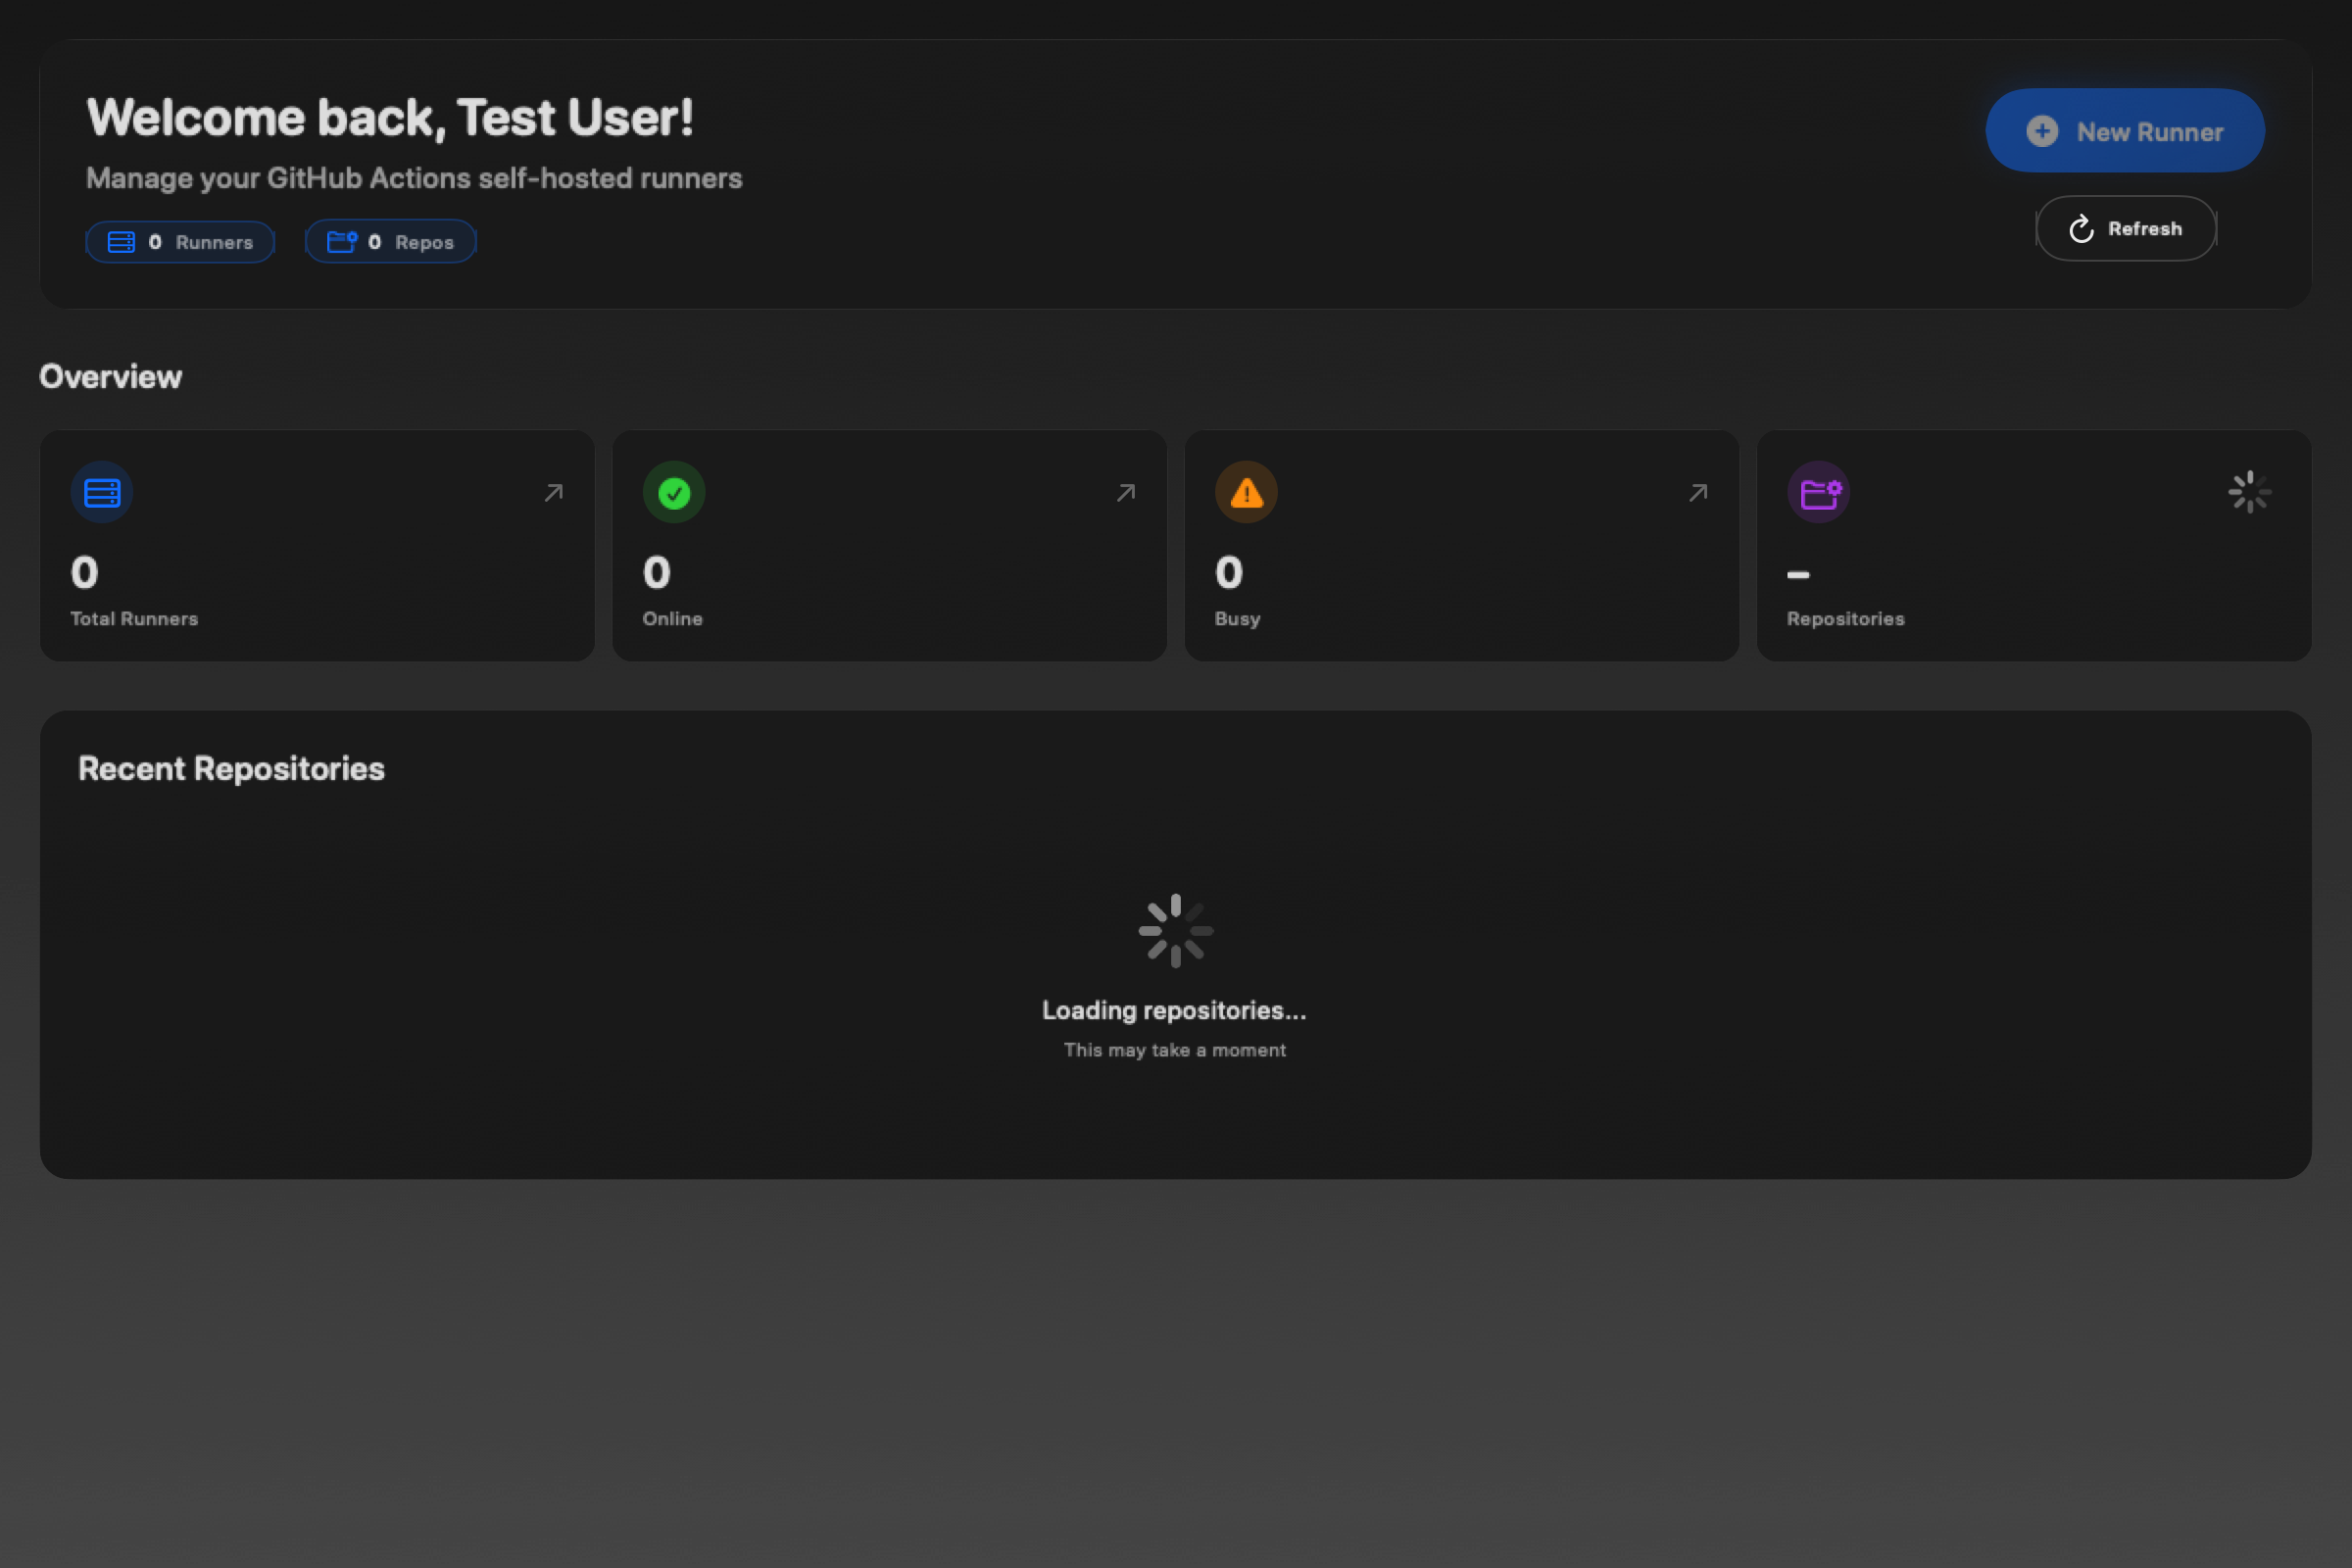 Welcome back, Test User!
Manage your GitHub Actions self-hosted runners
0 Runners
0 Repos
New Runner
Refresh
Overview
0
Total Runners
0
Online
0
Busy
–
Repositories
Recent Repositories
Loading repositories...
This may take a moment